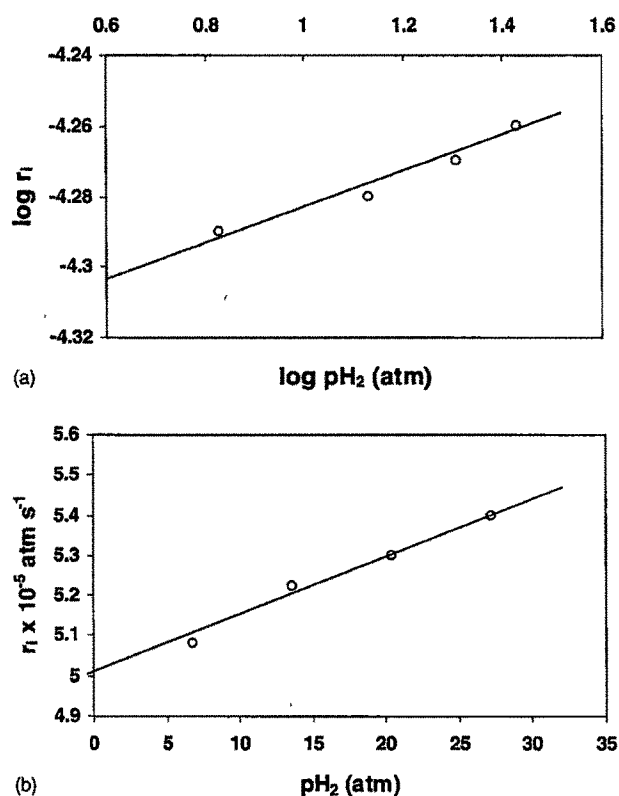 0.6 0.8 1 1.2 1.4 1.6
-4.24
-4.26
-4.28
-4.3
-4.32
log rᵢ
(a)
log pH₂ (atm)
5.6
5.5
5.4
5.3
5.2
5.1
5
4.9
rᵢ x 10⁻⁵ atm s⁻¹
0 5 10 15 20 25 30 35
(b)
pH₂ (atm)